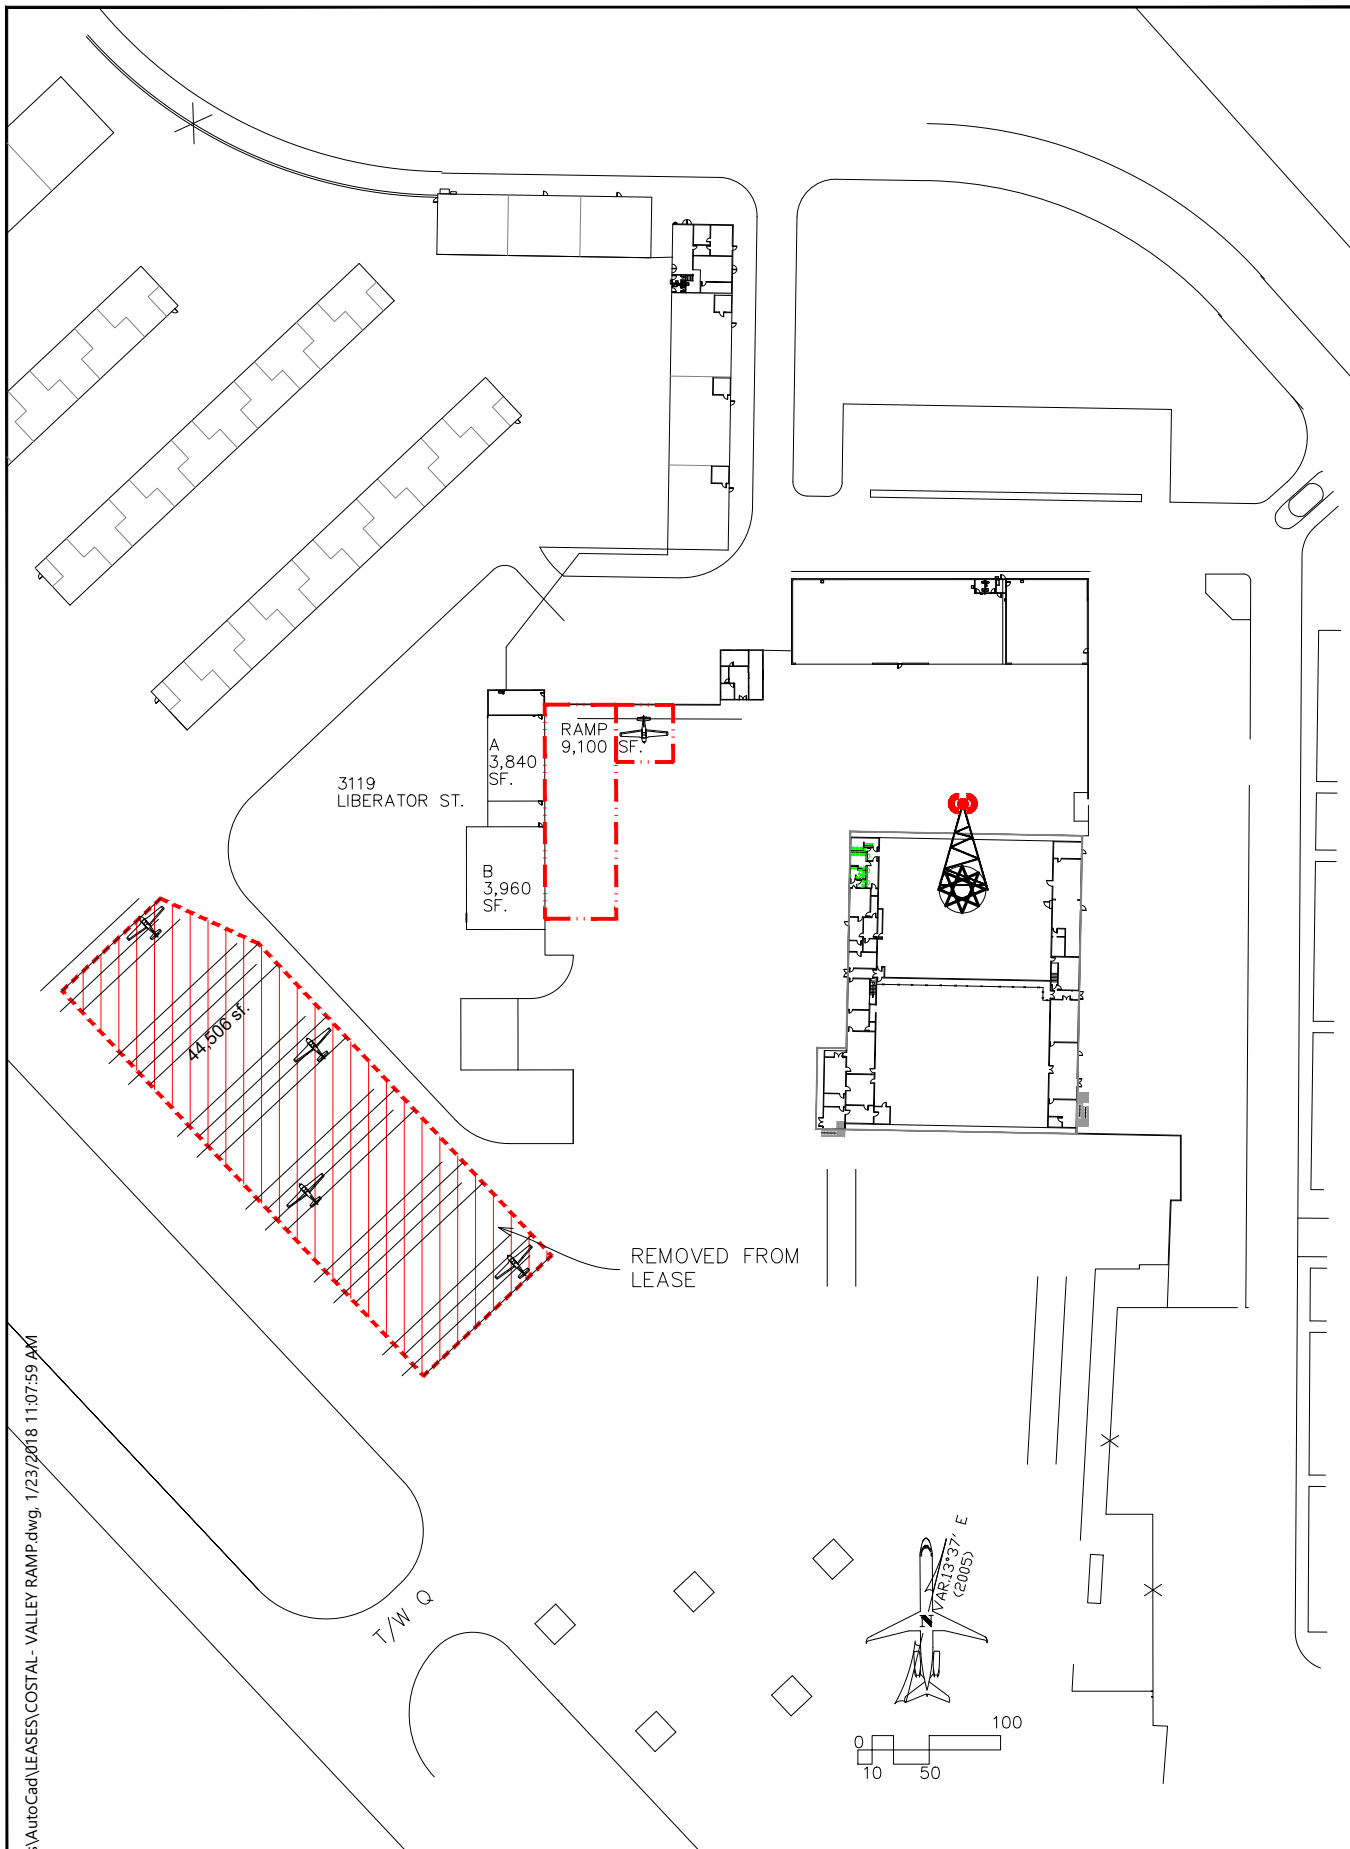 RAMP
9,100 SF.
A
3,840
SF.
3119
LIBERATOR ST.
B
3,960
SF.
44,506 sf.
REMOVED FROM
LEASE
T/W Q
VAR.13°37' E
(2005)
N
0
100
10
50
s\AutoCad\LEASES\COSTAL - VALLEY RAMP.dwg, 1/23/2018 11:07:59 AM